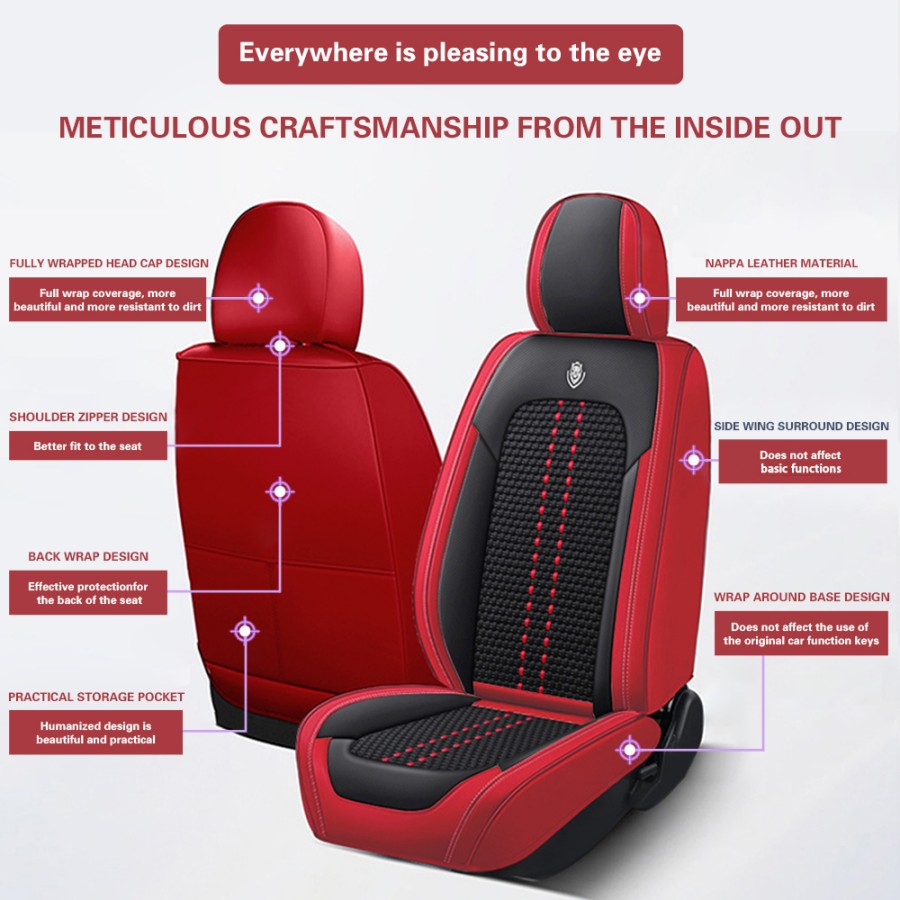 Everywhere is pleasing to the eye
METICULOUS CRAFTSMANSHIP FROM THE INSIDE OUT
FULLY WRAPPED HEAD CAP DESIGN
Full wrap coverage, more
beautiful and more resistant to dirt
SHOULDER ZIPPER DESIGN
Better fit to the seat
BACK WRAP DESIGN
Effective protectionfor
the back of the seat
PRACTICAL STORAGE POCKET
Humanized design is
beautiful and practical
NAPPA LEATHER MATERIAL
Full wrap coverage, more
beautiful and more resistant to dirt
SIDE WING SURROUND DESIGN
Does not affect
basic functions
WRAP AROUND BASE DESIGN
Does not affect the use of
the original car function keys